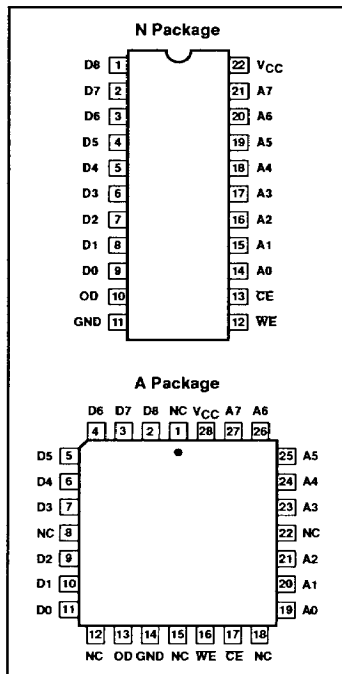 N Package
D8 1 22 VCC
D7 2 21 A7
D6 3 20 A6
D5 4 19 A5
D4 5 18 A4
D3 6 17 A3
D2 7 16 A2
D1 8 15 A1
D0 9 14 A0
OD 10 13 C̅E̅
GND 11 12 W̅E̅
A Package
D6 D7 D8 NC VCC A7 A6
4 3 2 1 28 27 26
D5 5 25 A5
D4 6 24 A4
D3 7 23 A3
NC 8 22 NC
D2 9 21 A2
D1 10 20 A1
D0 11 19 A0
12 13 14 15 16 17 18
NC OD GND NC W̅E̅ C̅E̅ NC